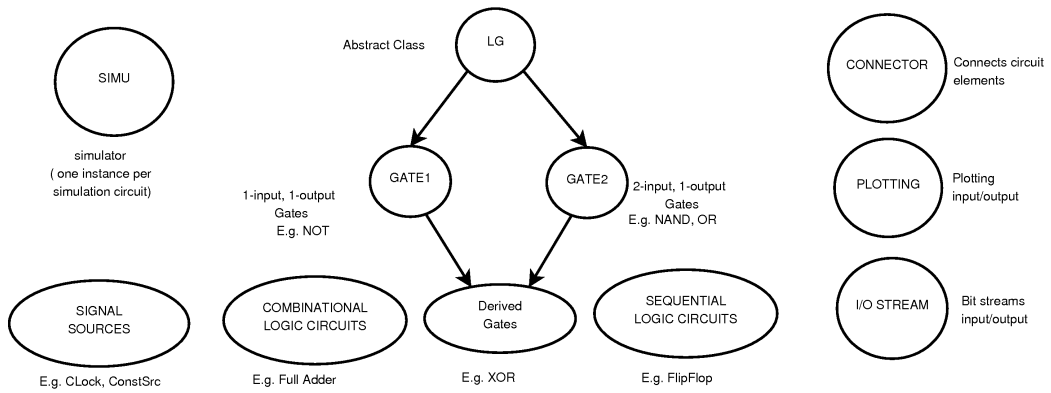 LG
Abstract Class
SIMU
simulator
( one instance per
simulation circuit)
CONNECTOR
Connects circuit
elements
GATE1
1-input, 1-output
Gates
E.g. NOT
GATE2
2-input, 1-output
Gates
E.g. NAND, OR
PLOTTING
Plotting
input/output
SIGNAL
SOURCES
E.g. CLock, ConstSrc
COMBINATIONAL
LOGIC CIRCUITS
E.g. Full Adder
Derived
Gates
E.g. XOR
SEQUENTIAL
LOGIC CIRCUITS
E.g. FlipFlop
I/O STREAM
Bit streams
input/output